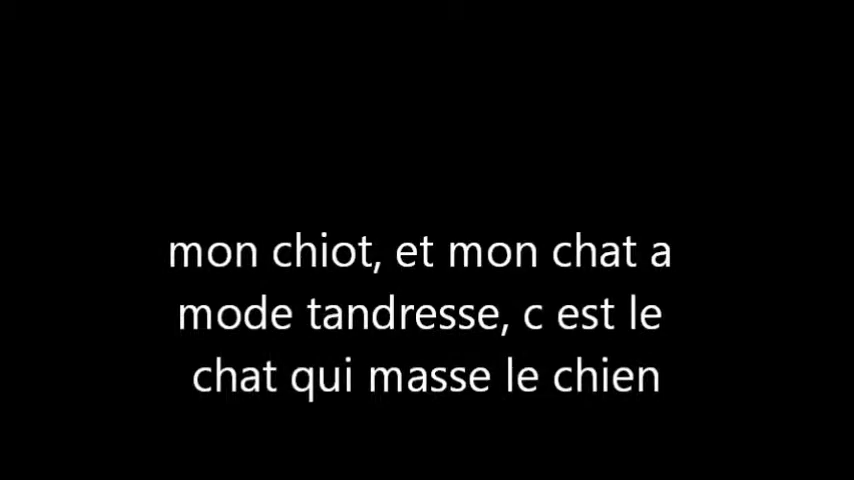 mon chiot, et mon chat a
mode tandresse, c est le
chat qui masse le chien